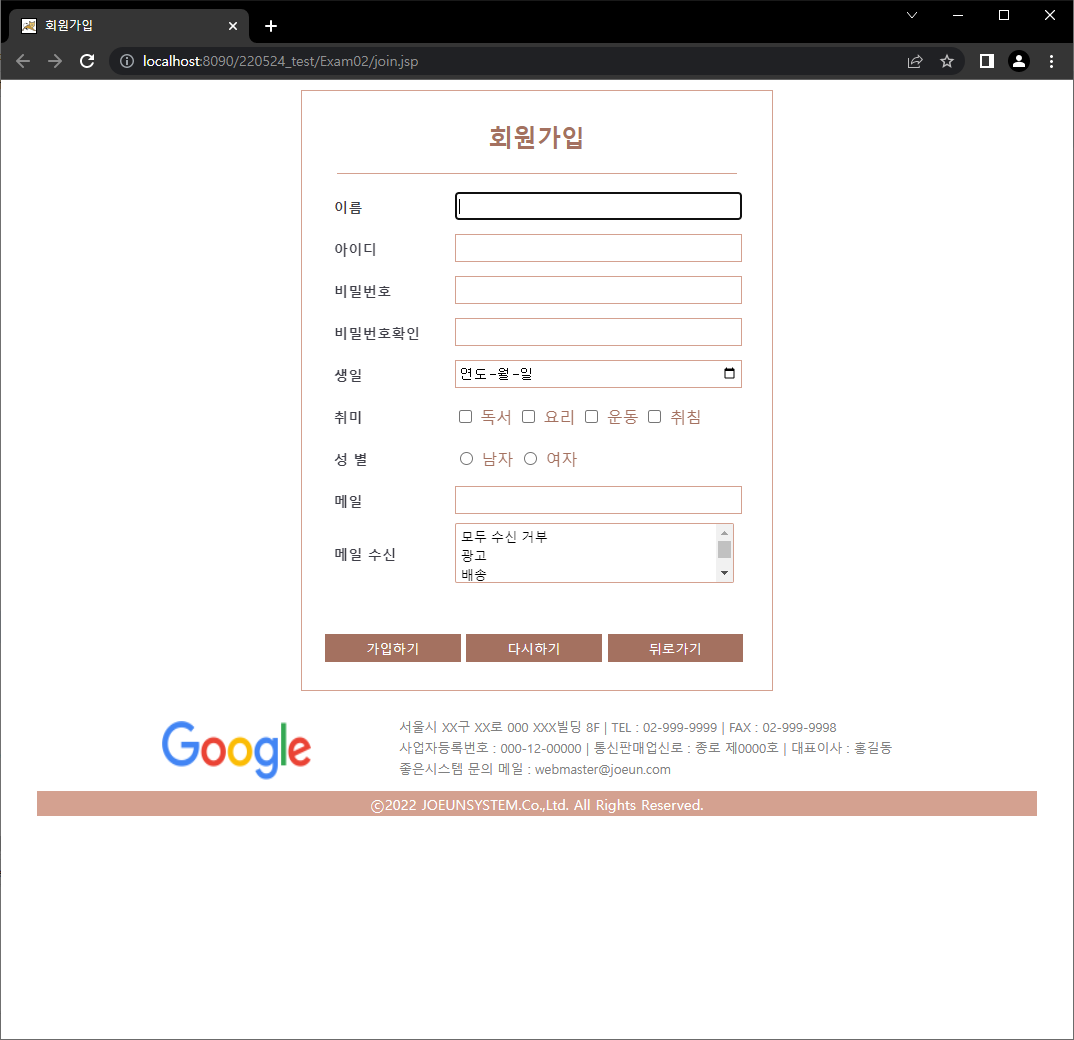 회원가입
localhost:8090/220524_test/Exam02/join.jsp
회원가입
이름
아이디
비밀번호
비밀번호확인
생일 연도-월-일
취미 독서 요리 운동 취침
성 별 남자 여자
메일
메일 수신 모두 수신 거부
광고
배송
가입하기 다시하기 뒤로가기
Google
서울시 XX구 XX로 000 XXX빌딩 8F | TEL : 02-999-9999 | FAX : 02-999-9998
사업자등록번호 : 000-12-00000 | 통신판매업신로 : 종로 제0000호 | 대표이사 : 홍길동
좋은시스템 문의 메일 : webmaster@joeun.com
©2022 JOEUNSYSTEM.Co.,Ltd. All Rights Reserved.